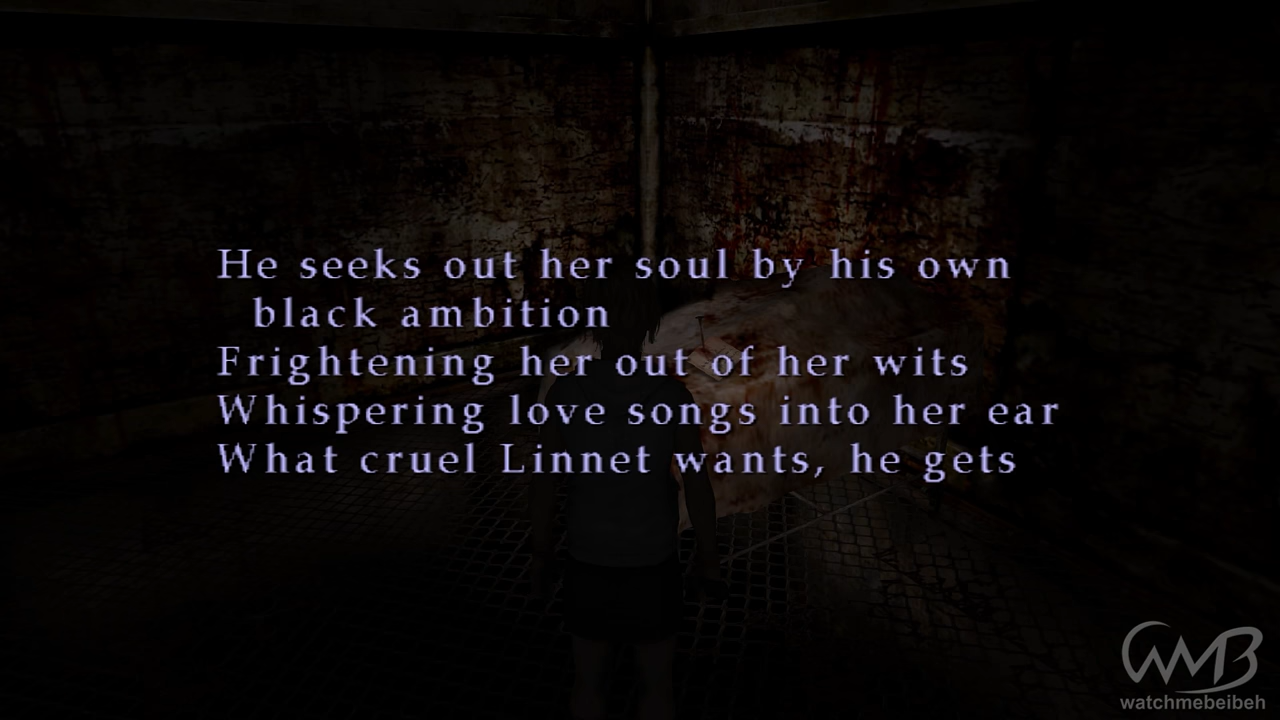 He seeks out her soul by his own
black ambition
Frightening her out of her wits
Whispering love songs into her ear
What cruel Linnet wants, he gets
WMB
watchmebeibeh